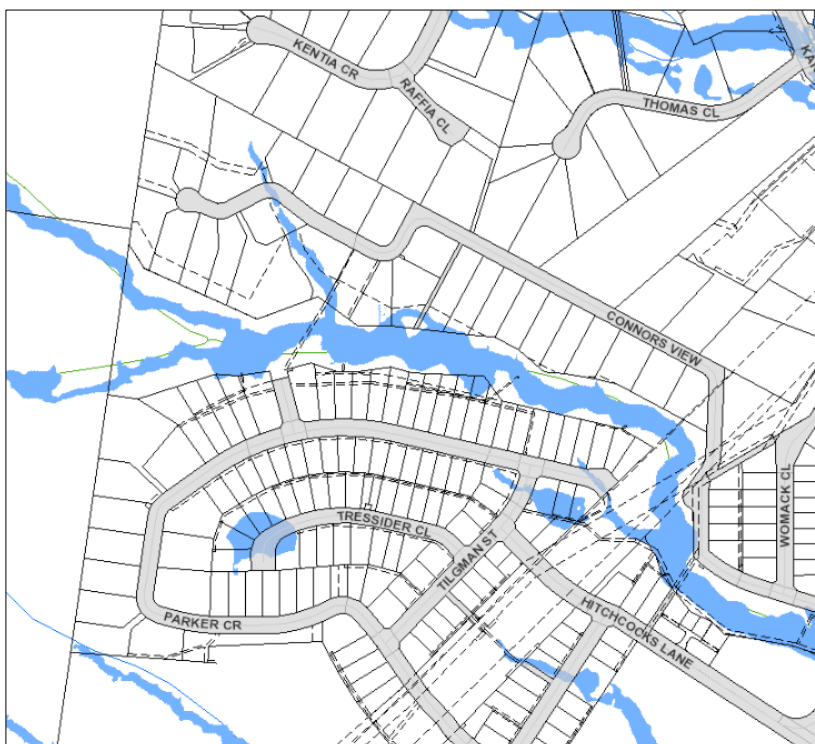 KENTIA CR
RAFFIA CL
THOMAS CL
CONNORS VIEW
WOMACK CL
TRESSIDER CL
TILGMAN ST
HITCHCOCKS LANE
PARKER CR